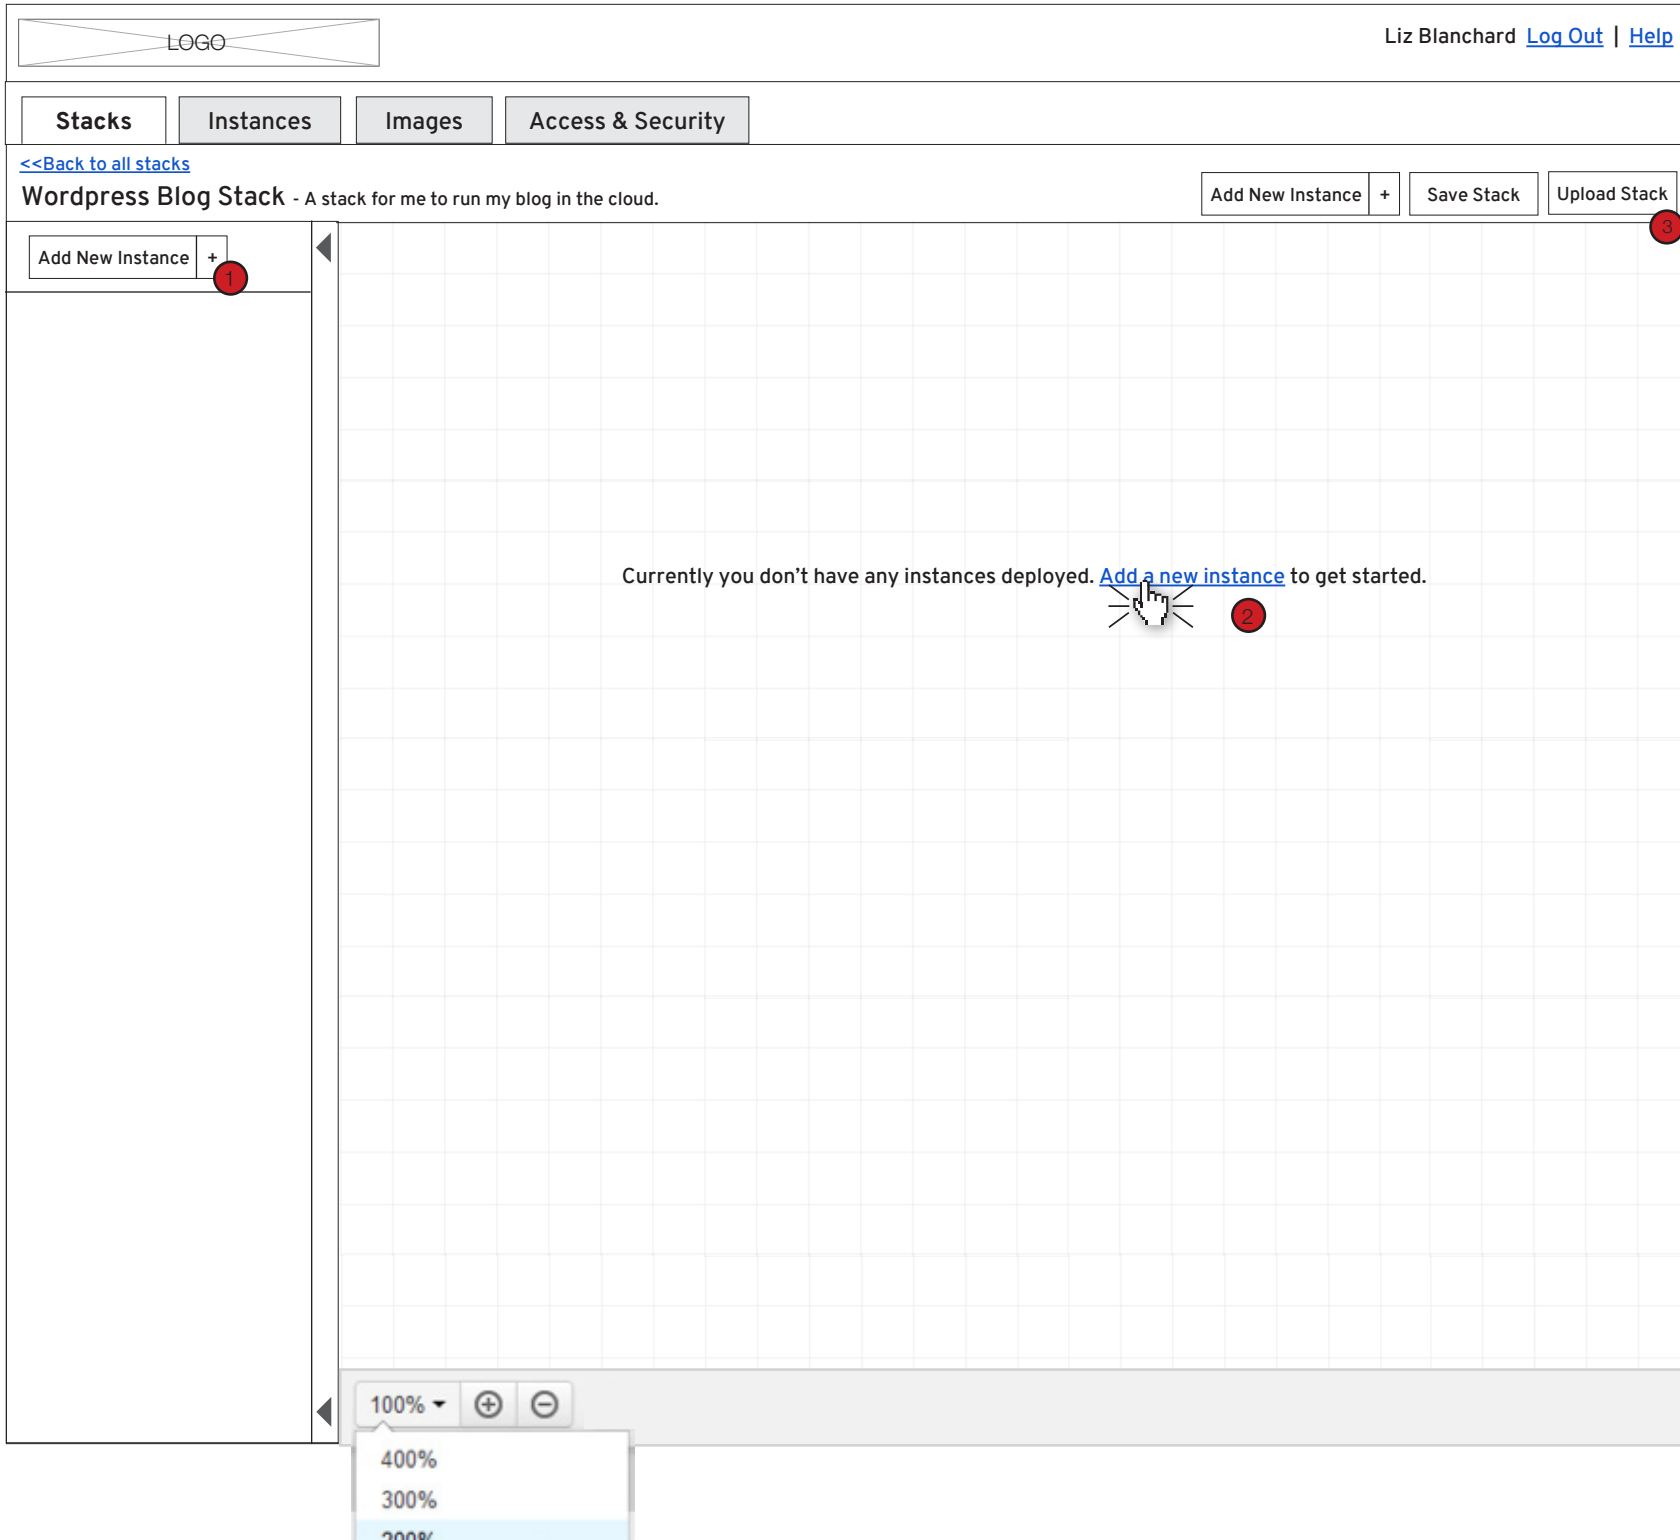 LOGO
Liz Blanchard Log Out | Help
Stacks Instances Images Access & Security
<<Back to all stacks
Wordpress Blog Stack - A stack for me to run my blog in the cloud.
Add New Instance + Save Stack Upload Stack
3
Add New Instance +
1
Currently you don't have any instances deployed. Add a new instance to get started.
2
100%
400%
300%
200%